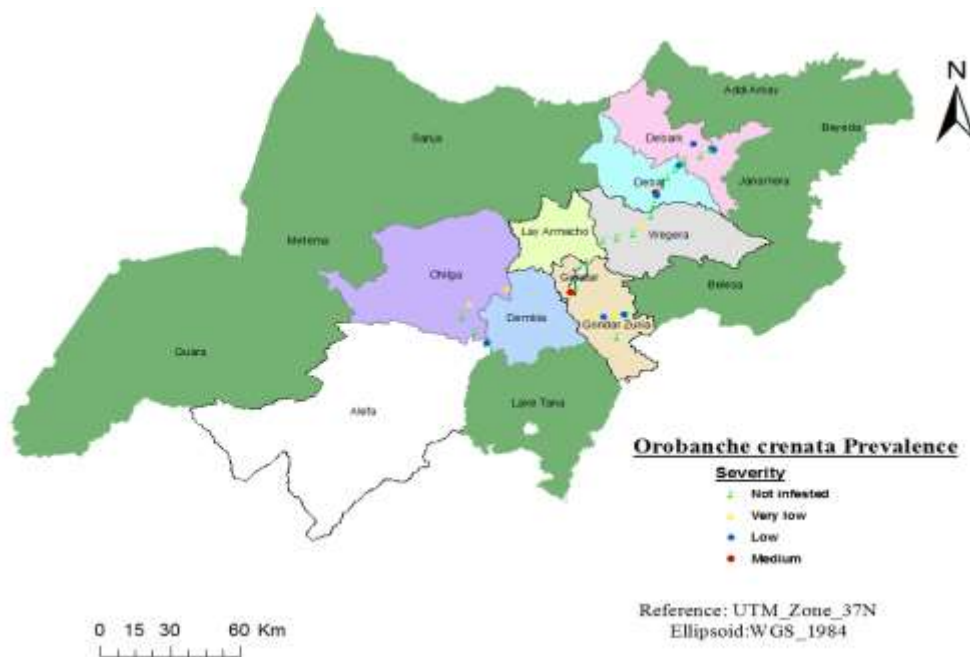 N
Addi Arkay
Beyeda
Debark
Sanja
Debat
Janamora
Lay Armacho
Wegera
Metema
Chilga
Gondar
Belesa
Dembia
Gondar Zuria
Quara
Alefa
Lake Tana
Orobanche crenata Prevalence
Severity
Not infested
Very low
Low
Medium
Reference: UTM_Zone_37N
Ellipsoid:WGS_1984
0 15 30 60 Km